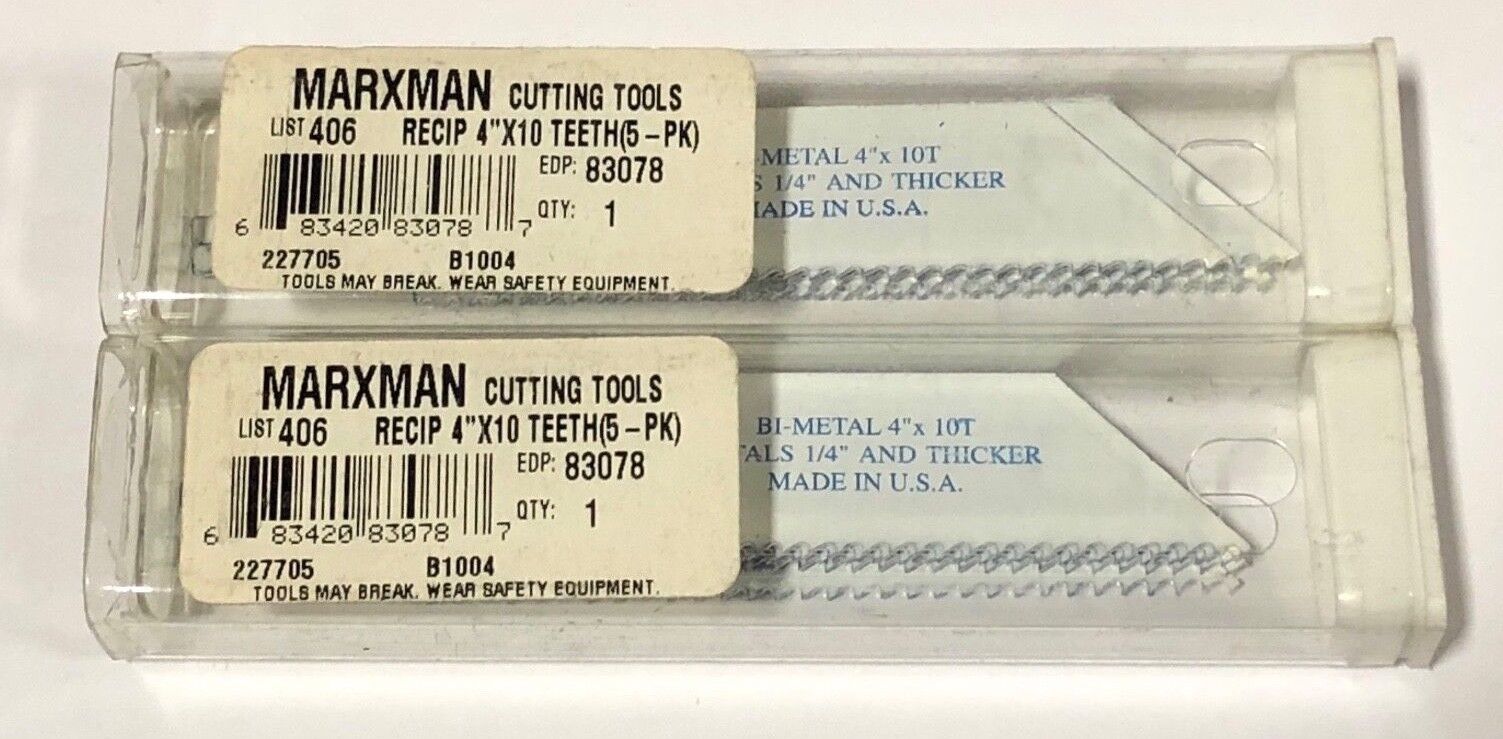 MARXMAN CUTTING TOOLS
LIST 406 RECIP 4"X10 TEETH(5-PK)
EDP: 83078
QTY: 1
6 83420 83078 7
227705 B1004
TOOLS MAY BREAK. WEAR SAFETY EQUIPMENT.
-METAL 4"x 10T
S 1/4" AND THICKER
ADE IN U.S.A.
MARXMAN CUTTING TOOLS
LIST 406 RECIP 4"X10 TEETH(5-PK)
EDP: 83078
QTY: 1
6 83420 83078 7
227705 B1004
TOOLS MAY BREAK. WEAR SAFETY EQUIPMENT.
BI-METAL 4"x 10T
TALS 1/4" AND THICKER
MADE IN U.S.A.